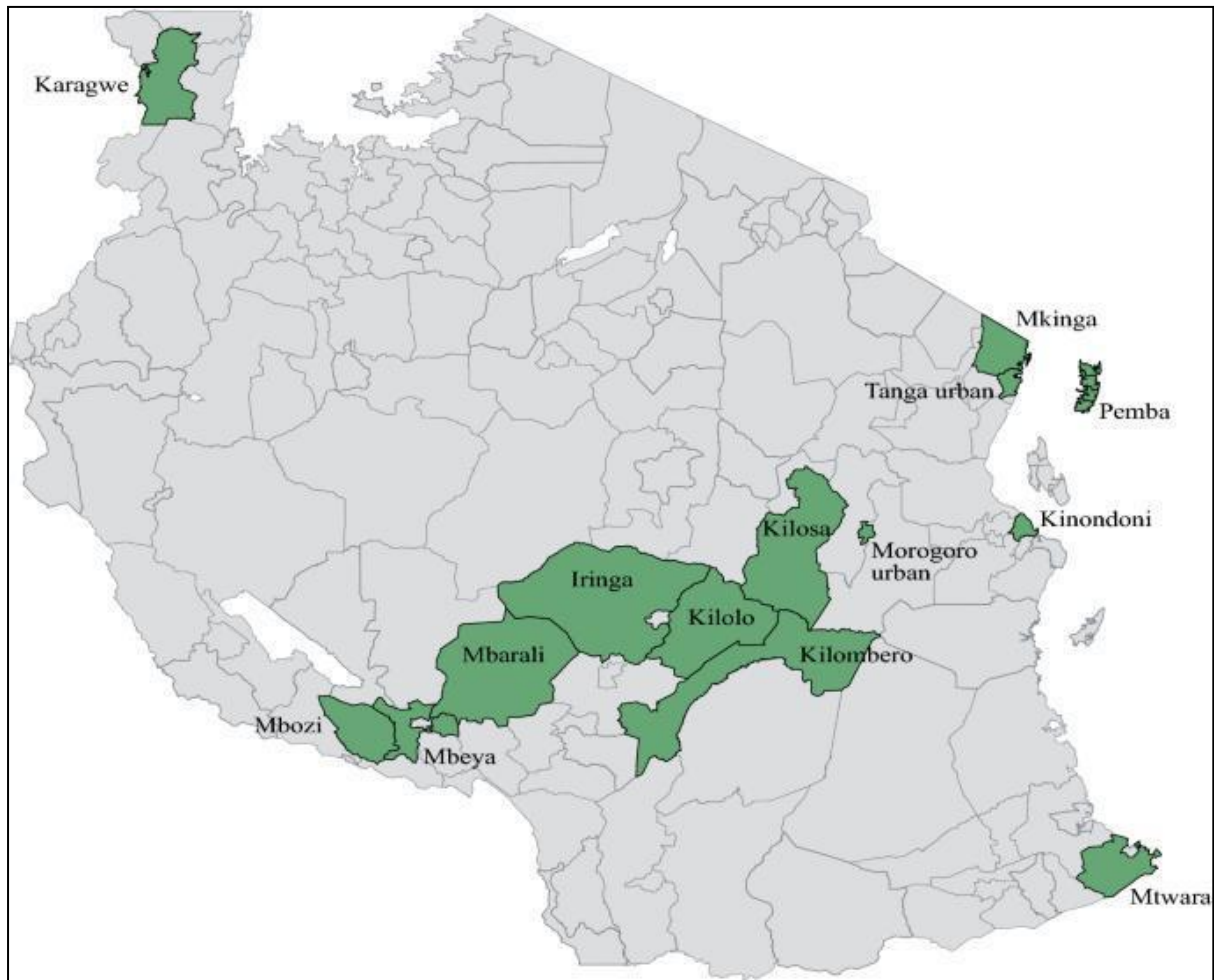 Karagwe
Mkinga
Tanga urban
Pemba
Kilosa
Kinondoni
Morogoro
urban
Iringa
Kilolo
Mbarali
Kilombero
Mbozi
Mbeya
Mtwara